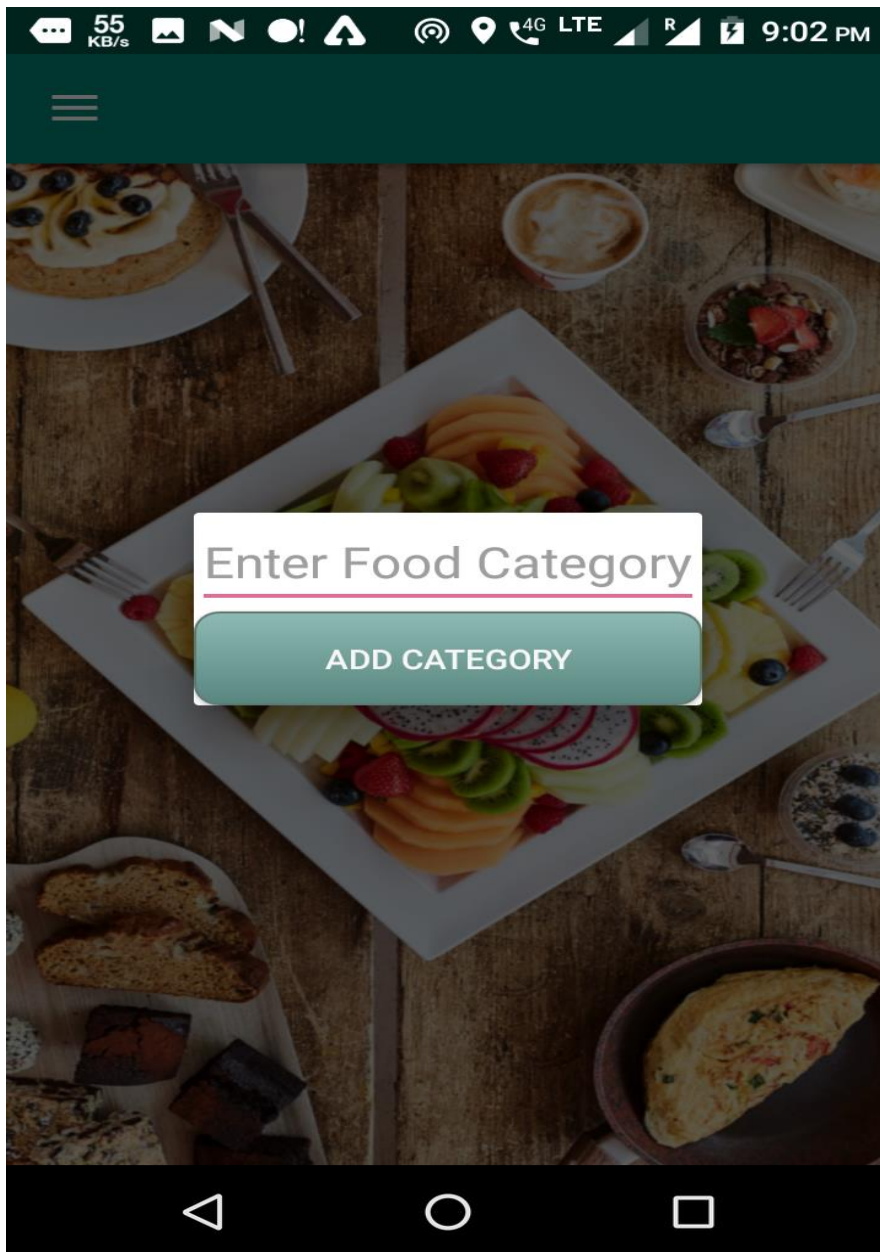 55
KB/s
4G LTE R 9:02 PM
Enter Food Category
ADD CATEGORY